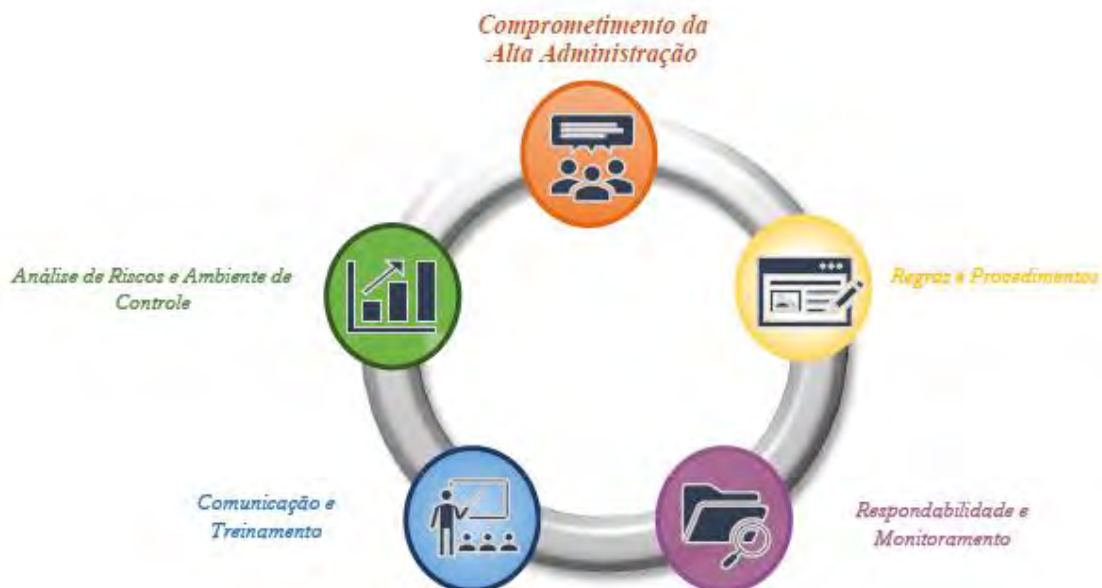 Comprometimento da
Alta Administração
Análise de Riscos e Ambiente de
Controle
Regras e Procedimentos
Comunicação e
Treinamento
Respondabilidade e
Monitoramento